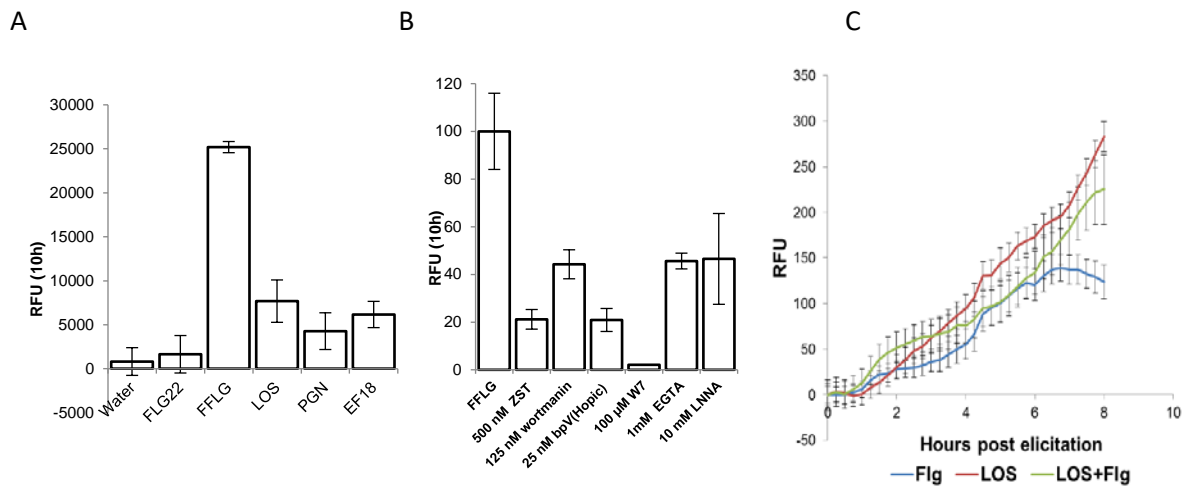 A
B
C
RFU (10h)
30000
25000
20000
15000
10000
5000
0
-5000
Water
FLG22
FFLG
LOS
PGN
EF18
RFU (10h)
120
100
80
60
40
20
0
FFLG
500 nM ZST
125 nM wortmanin
25 nM bpV(Hopic)
100 µM W7
1mM EGTA
10 mM LNNA
RFU
350
300
250
200
150
100
50
0
-50
0
2
4
6
8
10
Hours post elicitation
Flg
LOS
LOS+Flg